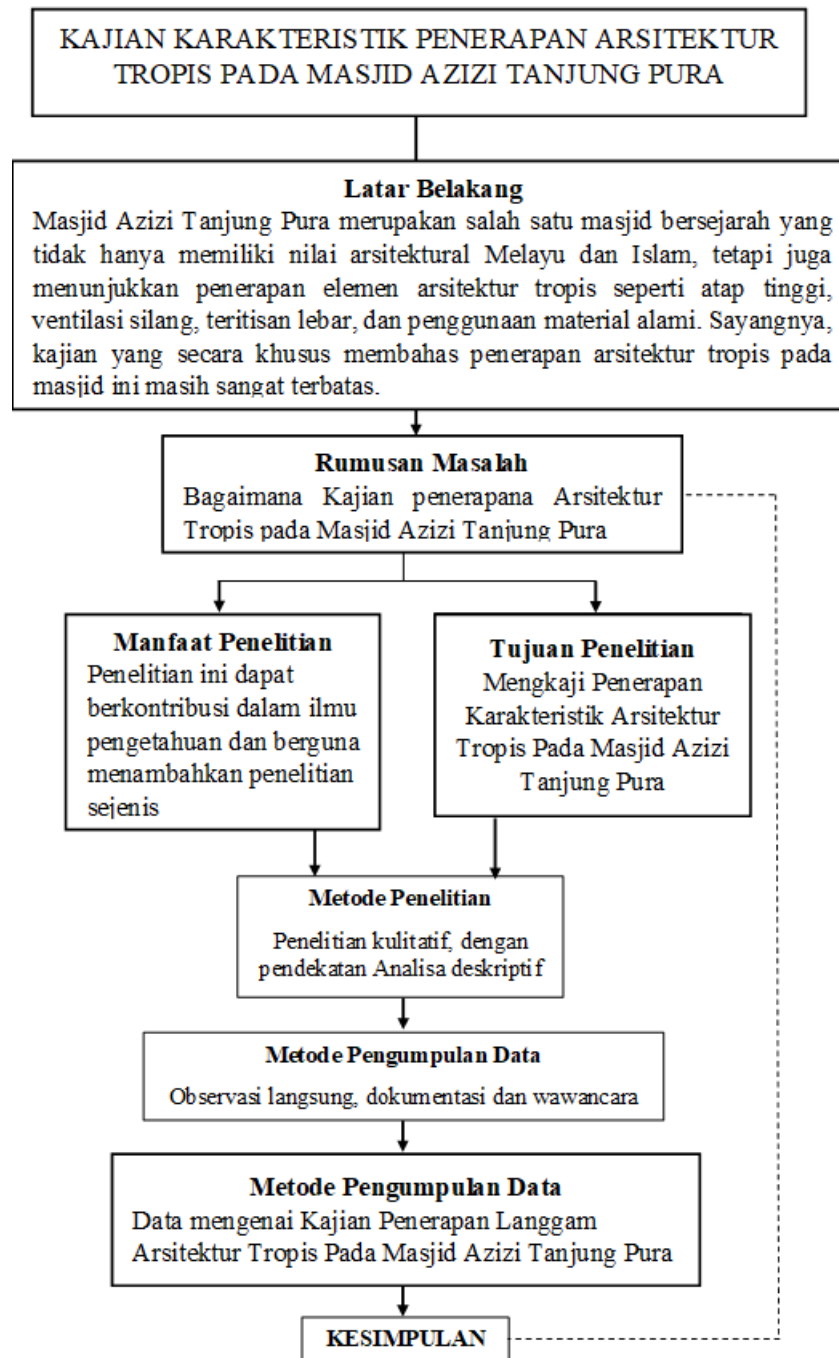 KAJIAN KARAKTERISTIK PENERAPAN ARSITEKTUR
TROPIS PADA MASJID AZIZI TANJUNG PURA
Latar Belakang
Masjid Azizi Tanjung Pura merupakan salah satu masjid bersejarah yang
tidak hanya memiliki nilai arsitektural Melayu dan Islam, tetapi juga
menunjukkan penerapan elemen arsitektur tropis seperti atap tinggi,
ventilasi silang, teritisan lebar, dan penggunaan material alami. Sayangnya,
kajian yang secara khusus membahas penerapan arsitektur tropis pada
masjid ini masih sangat terbatas.
Rumusan Masalah
Bagaimana Kajian penerapana Arsitektur
Tropis pada Masjid Azizi Tanjung Pura
Manfaat Penelitian
Penelitian ini dapat
berkontribusi dalam ilmu
pengetahuan dan berguna
menambahkan penelitian
sejenis
Tujuan Penelitian
Mengkaji Penerapan
Karakteristik Arsitektur
Tropis Pada Masjid Azizi
Tanjung Pura
Metode Penelitian
Penelitian kulitatif, dengan
pendekatan Analisa deskriptif
Metode Pengumpulan Data
Observasi langsung, dokumentasi dan wawancara
Metode Pengumpulan Data
Data mengenai Kajian Penerapan Langgam
Arsitektur Tropis Pada Masjid Azizi Tanjung Pura
KESIMPULAN